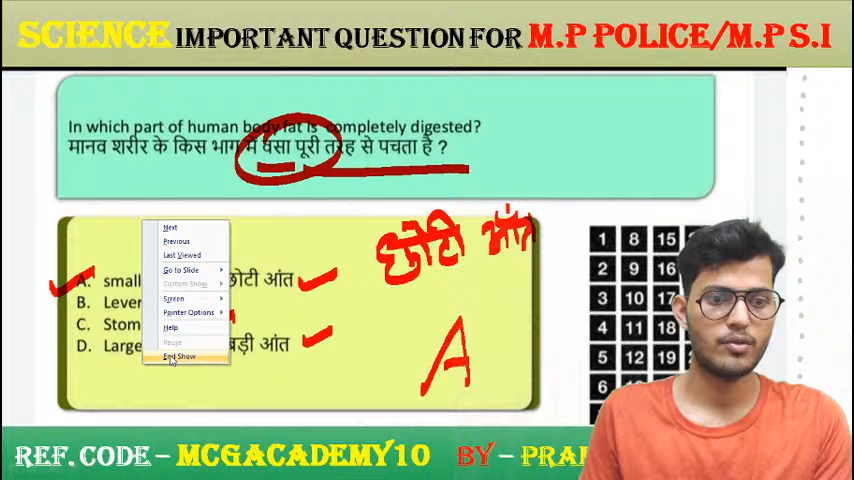 SCIENCE IMPORTANT QUESTION FOR M.P POLICE/M.P S.I
In which part of human body fat is completely digested?
मानव शरीर के किस भाग में वसा पूरी तरह से पचता है ?
छोटी आँत
A. small छोटी आंत
B. Lever
C. Stom
D. Large बड़ी आंत
A
Next
Previous
Last Viewed
Go to Slide
Custom Show
Screen
Pointer Options
Help
Pause
End Show
1 8 15
2 9 16
3 10 17
4 11 18
5 12 19
6
REF. CODE – MCGACADEMY10 BY – PRA